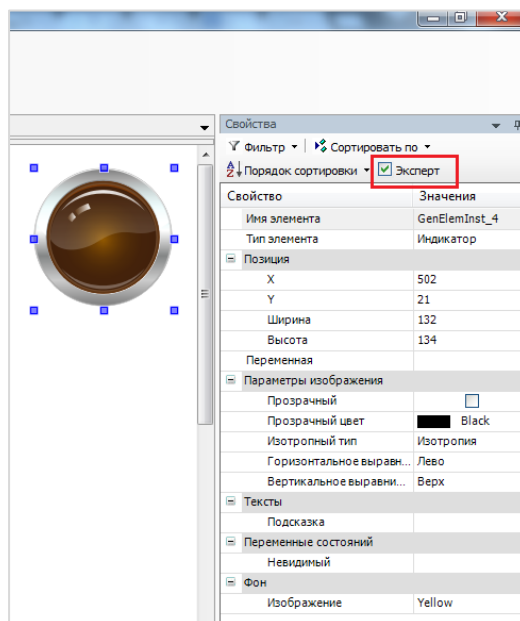 Свойства
Фильтр Сортировать по
Порядок сортировки Эксперт
Свойство Значения
Имя элемента GenElemInst_4
Тип элемента Индикатор
Позиция
X 502
Y 21
Ширина 132
Высота 134
Переменная
Параметры изображения
Прозрачный
Прозрачный цвет Black
Изотропный тип Изотропия
Горизонтальное выравн... Лево
Вертикальное выравни... Верх
Тексты
Подсказка
Переменные состояний
Невидимый
Фон
Изображение Yellow